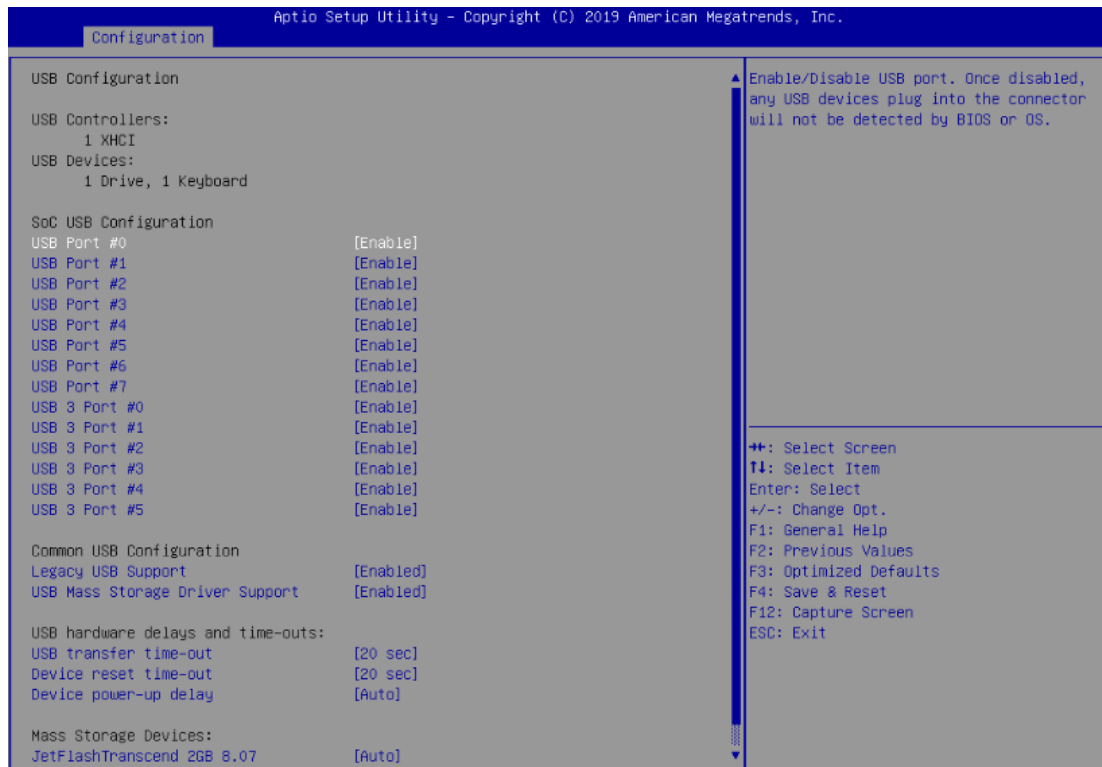 Aptio Setup Utility – Copyright (C) 2019 American Megatrends, Inc.
Configuration
USB Configuration
USB Controllers:
1 XHCI
USB Devices:
1 Drive, 1 Keyboard
SoC USB Configuration
USB Port #0 [Enable]
USB Port #1 [Enable]
USB Port #2 [Enable]
USB Port #3 [Enable]
USB Port #4 [Enable]
USB Port #5 [Enable]
USB Port #6 [Enable]
USB Port #7 [Enable]
USB 3 Port #0 [Enable]
USB 3 Port #1 [Enable]
USB 3 Port #2 [Enable]
USB 3 Port #3 [Enable]
USB 3 Port #4 [Enable]
USB 3 Port #5 [Enable]
Common USB Configuration
Legacy USB Support [Enabled]
USB Mass Storage Driver Support [Enabled]
USB hardware delays and time-outs:
USB transfer time-out [20 sec]
Device reset time-out [20 sec]
Device power-up delay [Auto]
Mass Storage Devices:
JetFlashTranscend 2GB 8.07 [Auto]
Enable/Disable USB port. Once disabled,
any USB devices plug into the connector
will not be detected by BIOS or OS.
→←: Select Screen
↑↓: Select Item
Enter: Select
+/-: Change Opt.
F1: General Help
F2: Previous Values
F3: Optimized Defaults
F4: Save & Reset
F12: Capture Screen
ESC: Exit